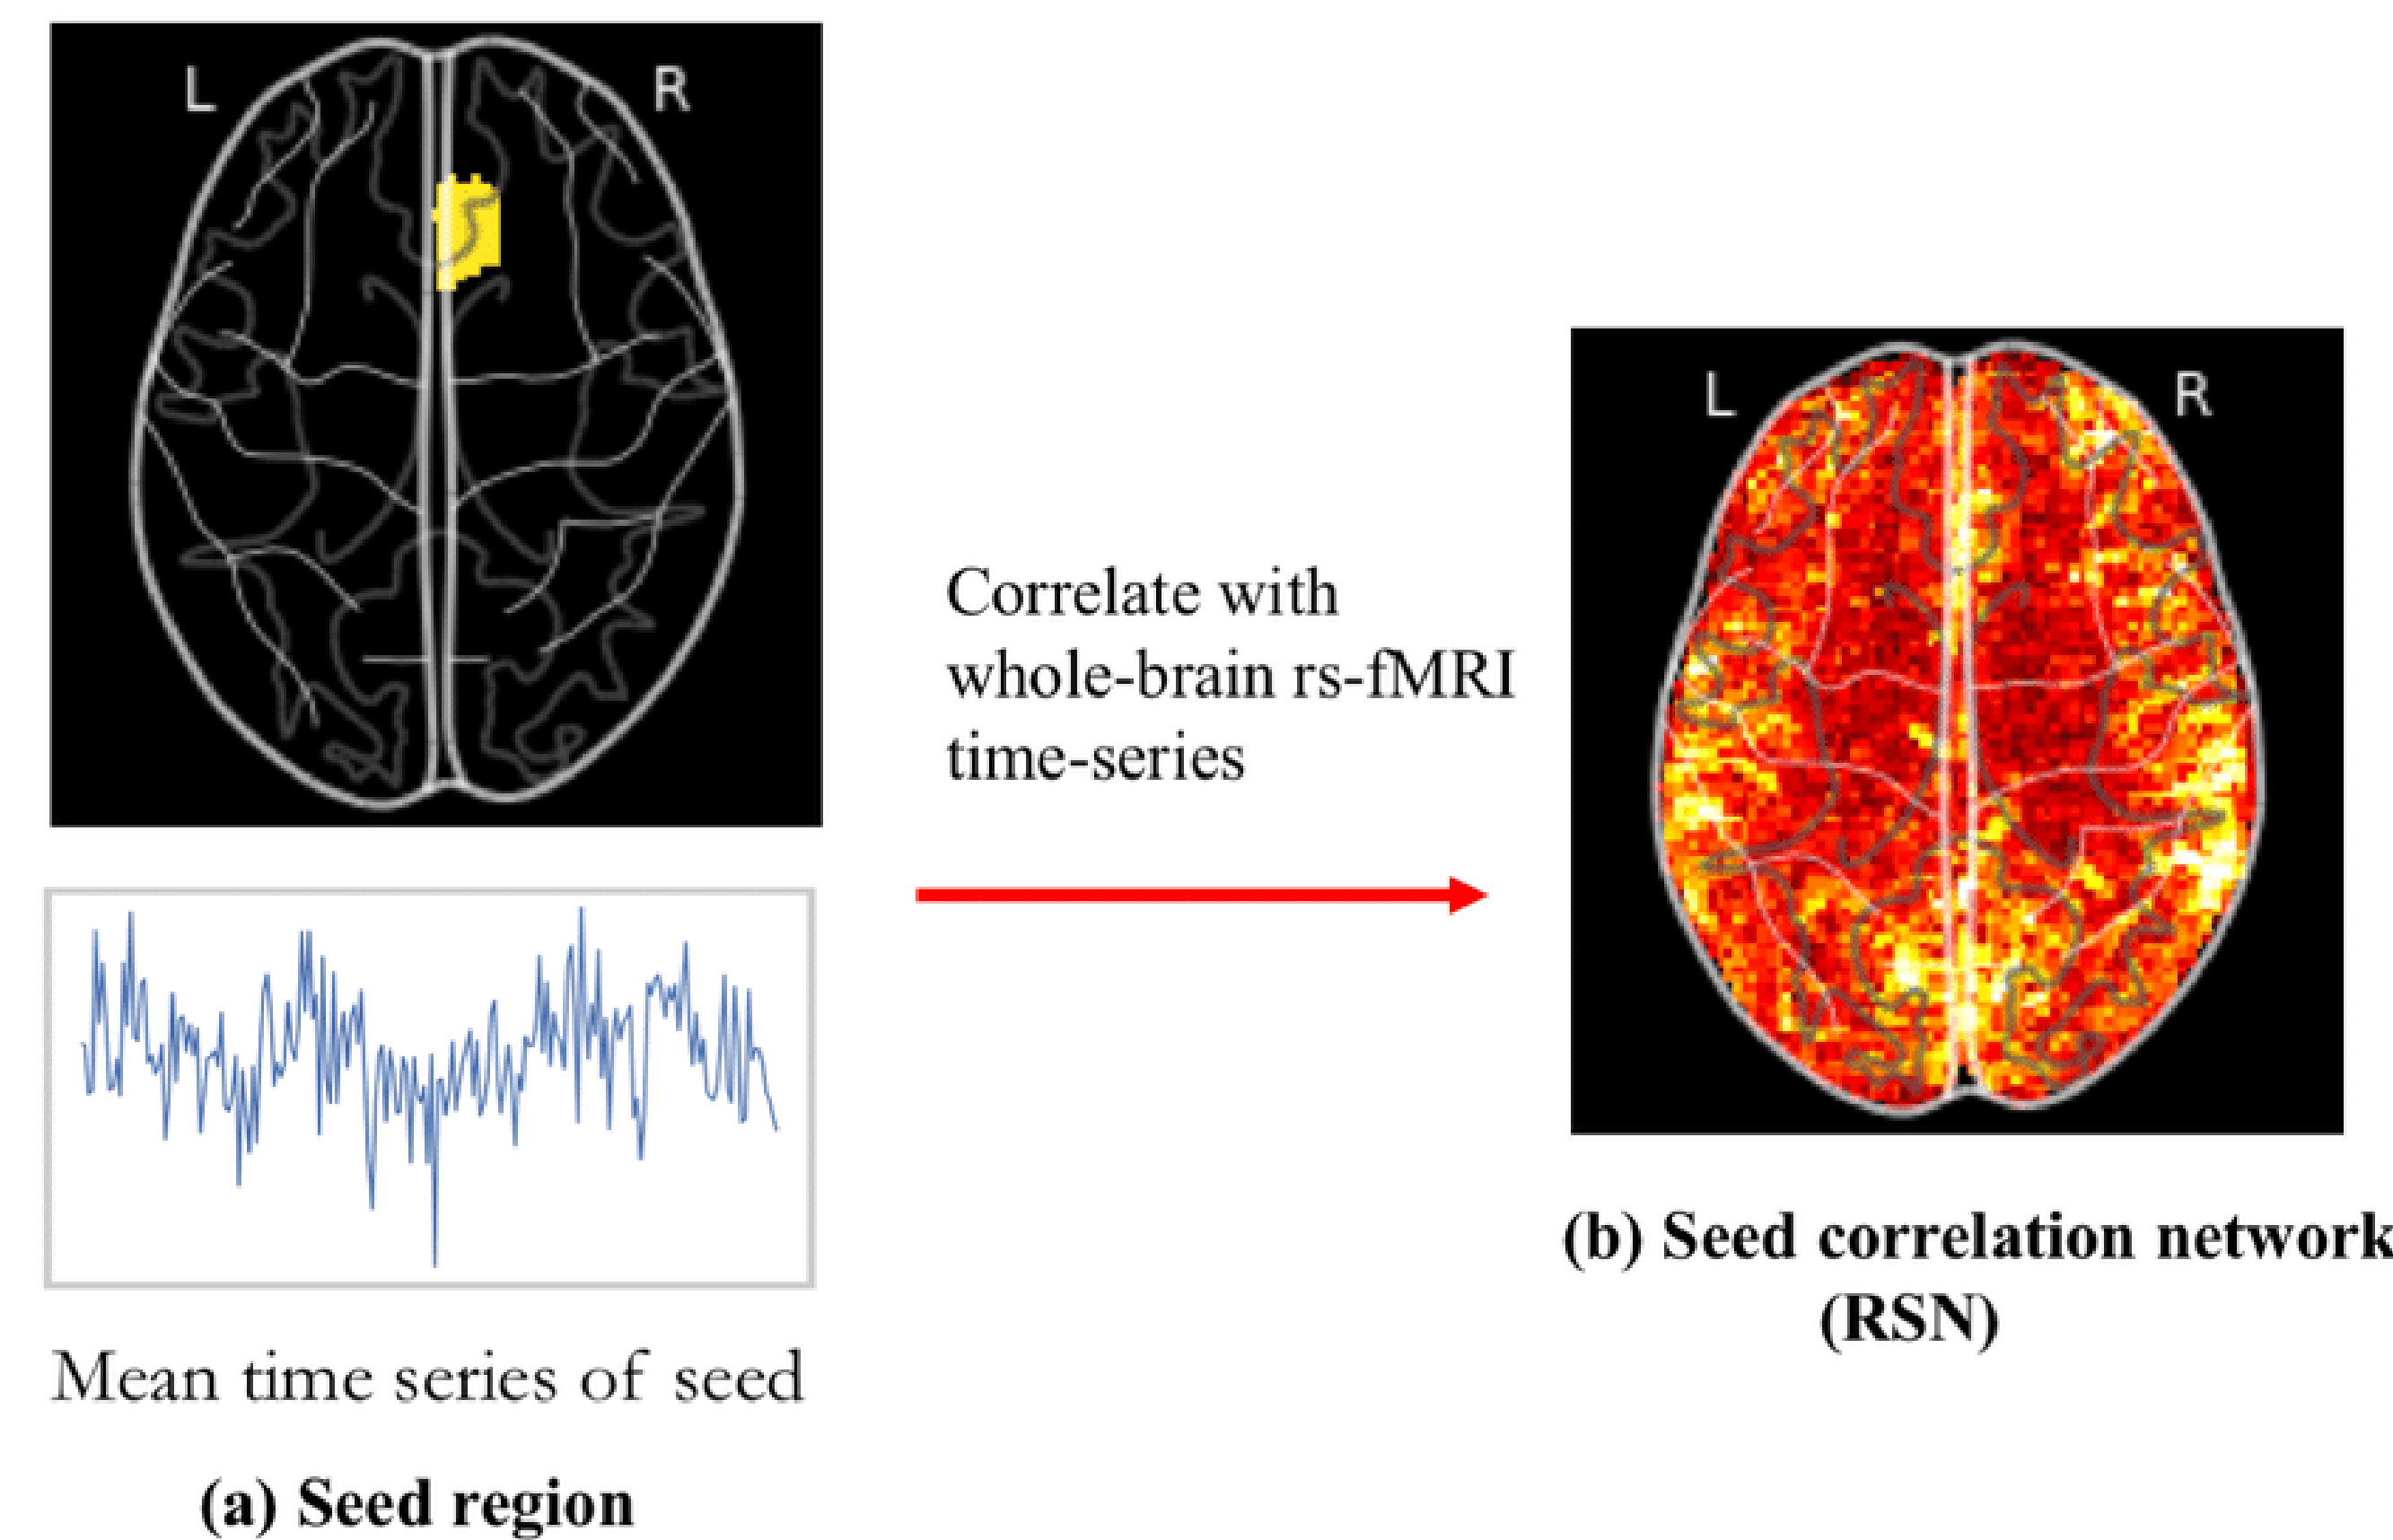 L R
Mean time series of seed
(a) Seed region
Correlate with
whole-brain rs-fMRI
time-series
L R
(b) Seed correlation network
(RSN)